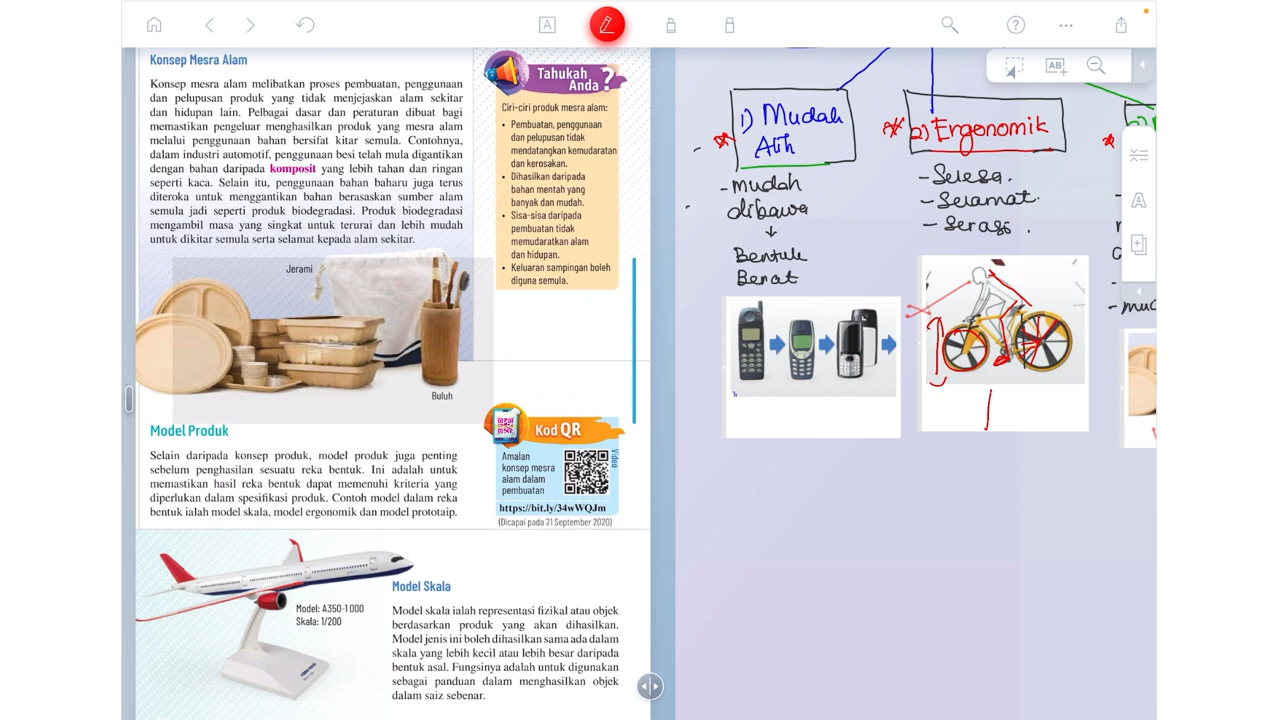 Konsep Mesra Alam
Konsep mesra alam melibatkan proses pembuatan, penggunaan
dan pelupusan produk yang tidak menjejaskan alam sekitar
dan hidupan lain. Pelbagai dasar dan peraturan dibuat bagi
memastikan pengeluar menghasilkan produk yang mesra alam
melalui penggunaan bahan bersifat kitar semula. Contohnya,
dalam industri automotif, penggunaan besi telah mula digantikan
dengan bahan daripada komposit yang lebih tahan dan ringan
seperti kaca. Selain itu, penggunaan bahan baharu juga terus
diteroka untuk menggantikan bahan berasaskan sumber alam
semula jadi seperti produk biodegradasi. Produk biodegradasi
mengambil masa yang singkat untuk terurai dan lebih mudah
untuk dikitar semula serta selamat kepada alam sekitar.
Jerami
Buluh
Tahukah
Anda ?
Ciri-ciri produk mesra alam:
• Pembuatan, penggunaan
dan pelupusan tidak
mendatangkan kemudaratan
dan kerosakan.
• Dihasilkan daripada
bahan mentah yang
banyak dan mudah.
• Sisa-sisa daripada
pembuatan tidak
memudaratkan alam
dan hidupan.
• Keluaran sampingan boleh
diguna semula.
Model Produk
Selain daripada konsep produk, model produk juga penting
sebelum penghasilan sesuatu reka bentuk. Ini adalah untuk
memastikan hasil reka bentuk dapat memenuhi kriteria yang
diperlukan dalam spesifikasi produk. Contoh model dalam reka
bentuk ialah model skala, model ergonomik dan model prototaip.
Kod QR
Amalan
konsep mesra
alam dalam
pembuatan
Video
https://bit.ly/34wWQJm
(Dicapai pada 21 September 2020)
Model: A350-1000
Skala: 1/200
Model Skala
Model skala ialah representasi fizikal atau objek
berdasarkan produk yang akan dihasilkan.
Model jenis ini boleh dihasilkan sama ada dalam
skala yang lebih kecil atau lebih besar daripada
bentuk asal. Fungsinya adalah untuk digunakan
sebagai panduan dalam menghasilkan objek
dalam saiz sebenar.
1) Mudah
Alih
- Mudah
dibawa
↓
Bentuk
Berat
2) Ergonomik
- Selesa.
- Selamat.
- Serasi.